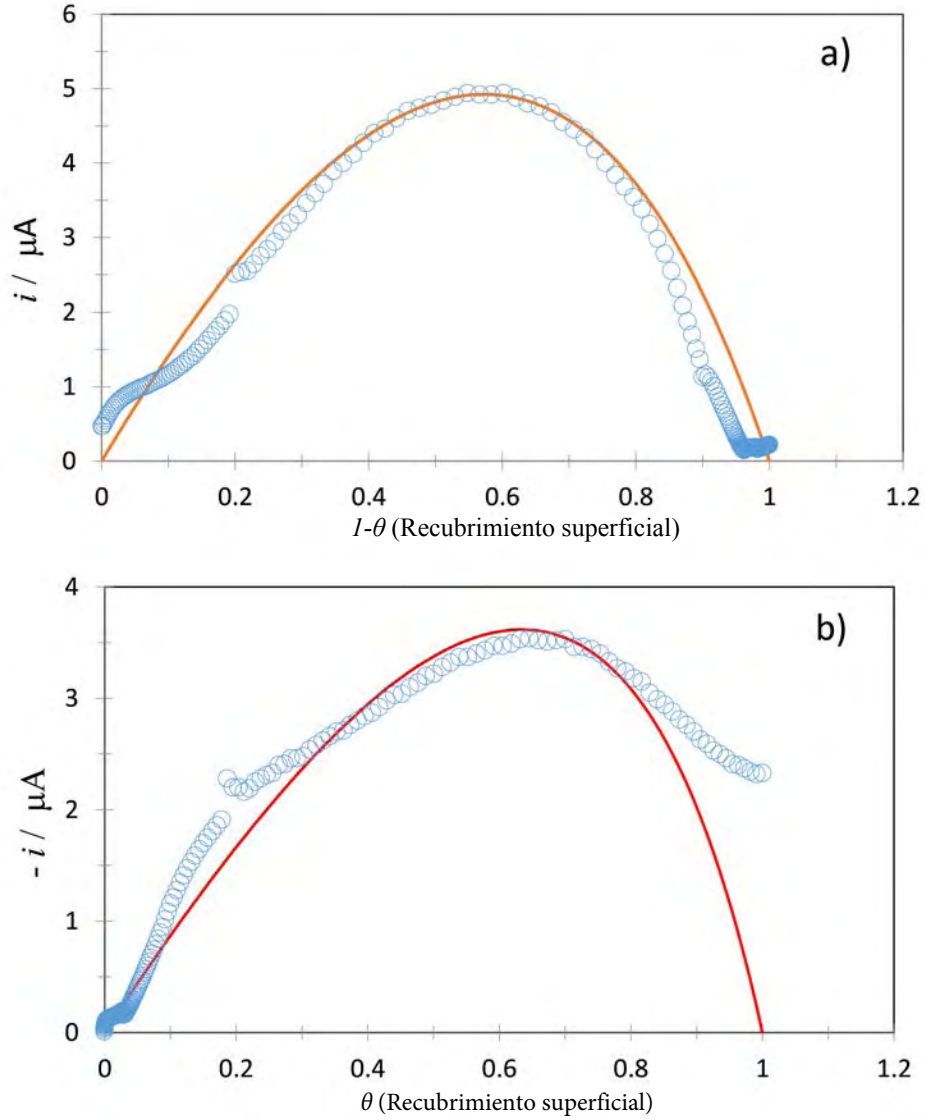 a)
6
5
4
3
2
1
0
i / μA
0 0.2 0.4 0.6 0.8 1 1.2
1-θ (Recubrimiento superficial)
b)
4
3
2
1
0
- i / μA
0 0.2 0.4 0.6 0.8 1 1.2
θ (Recubrimiento superficial)